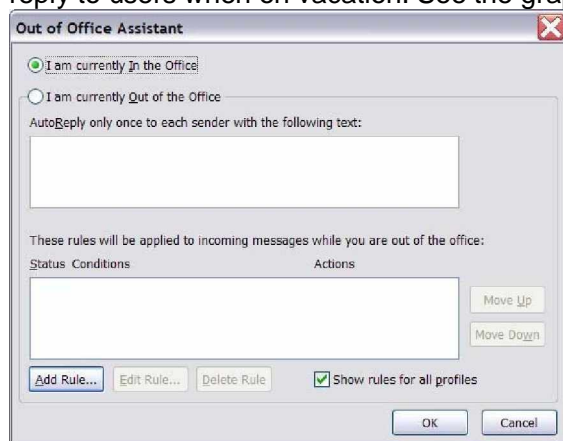 reply to users when on vacation. See the gra
Out of Office Assistant
I am currently In the Office
I am currently Out of the Office
AutoReply only once to each sender with the following text:
These rules will be applied to incoming messages while you are out of the office:
Status Conditions Actions
Move Up
Move Down
Add Rule... Edit Rule... Delete Rule Show rules for all profiles
OK Cancel